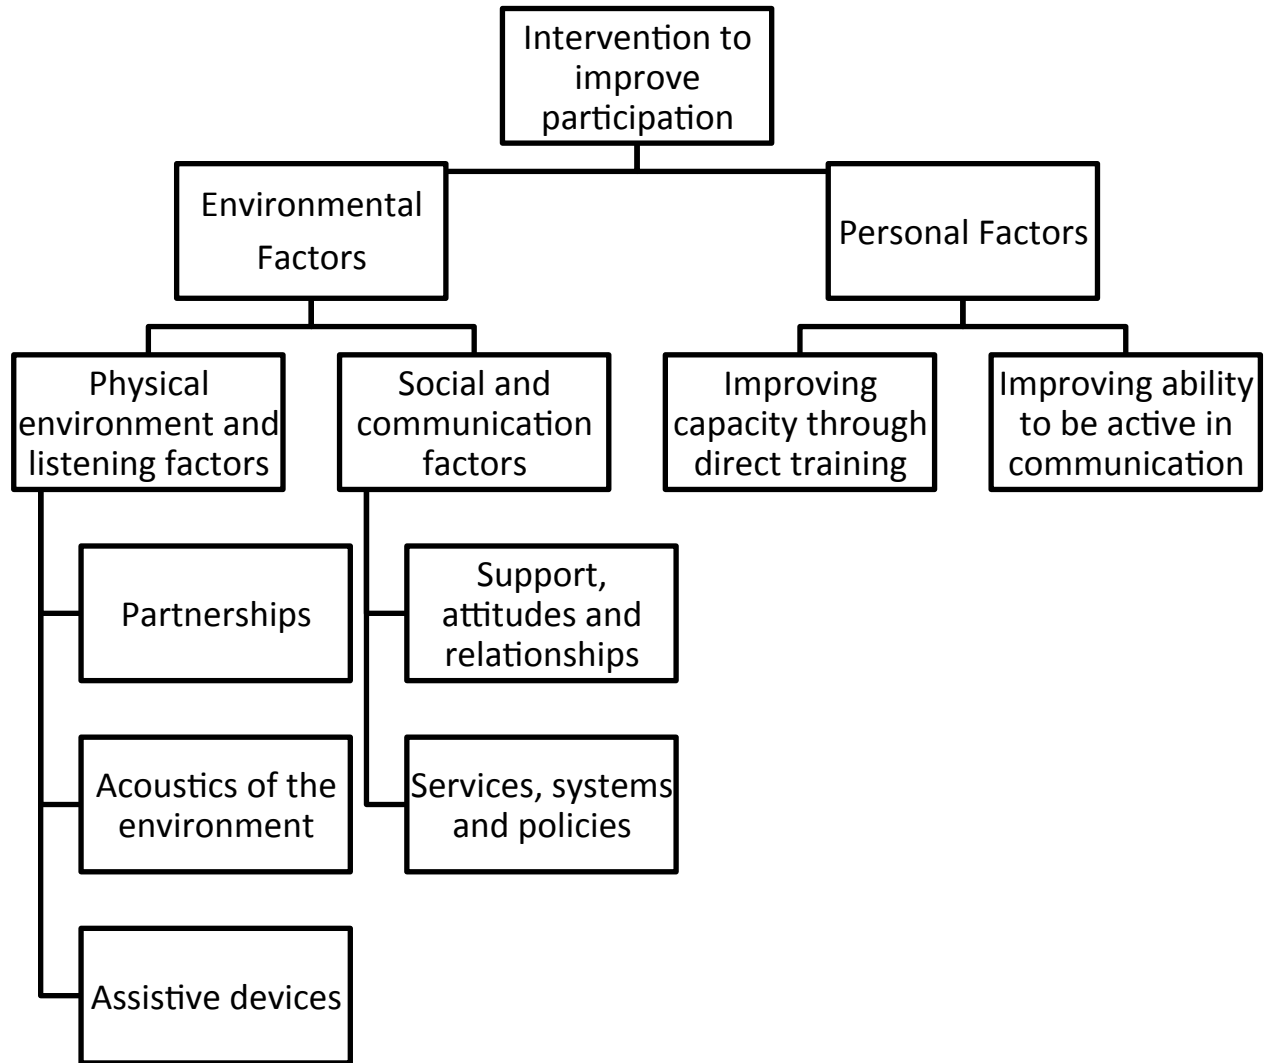 Intervention to
improve
participation
Environmental
Factors
Personal Factors
Physical
environment and
listening factors
Social and
communication
factors
Improving
capacity through
direct training
Improving ability
to be active in
communication
Partnerships
Support,
attitudes and
relationships
Acoustics of the
environment
Services, systems
and policies
Assistive devices